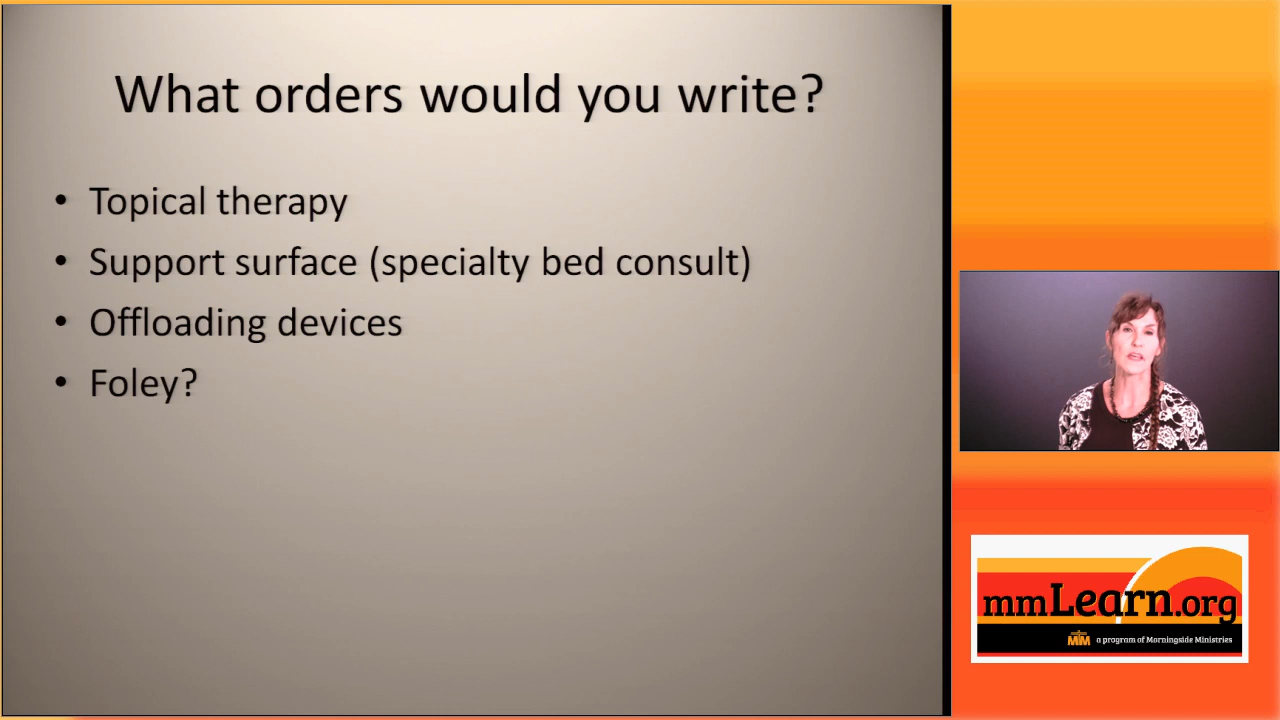 What orders would you write?
• Topical therapy
• Support surface (specialty bed consult)
• Offloading devices
• Foley?
mmLearn.org
MM a program of Morningside Ministries